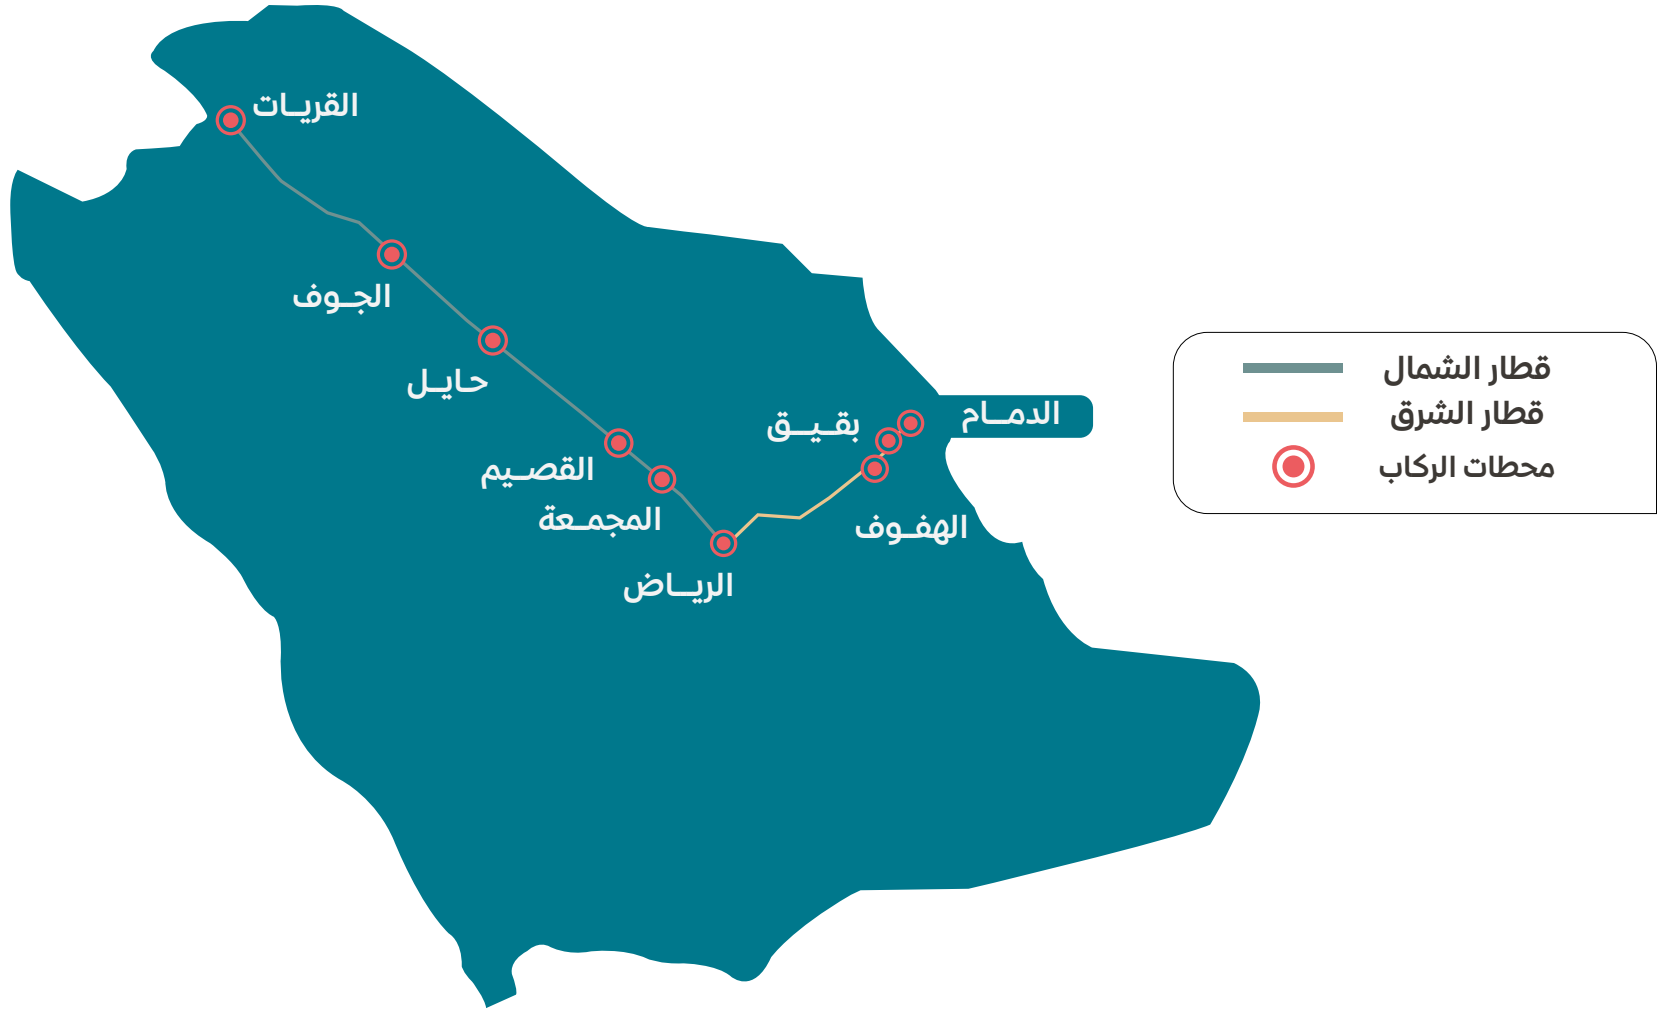 القريات
الجوف
حايل
القصيم
المجمعة
الرياض
بقيق
الدمام
الهفوف
قطار الشمال
قطار الشرق
محطات الركاب